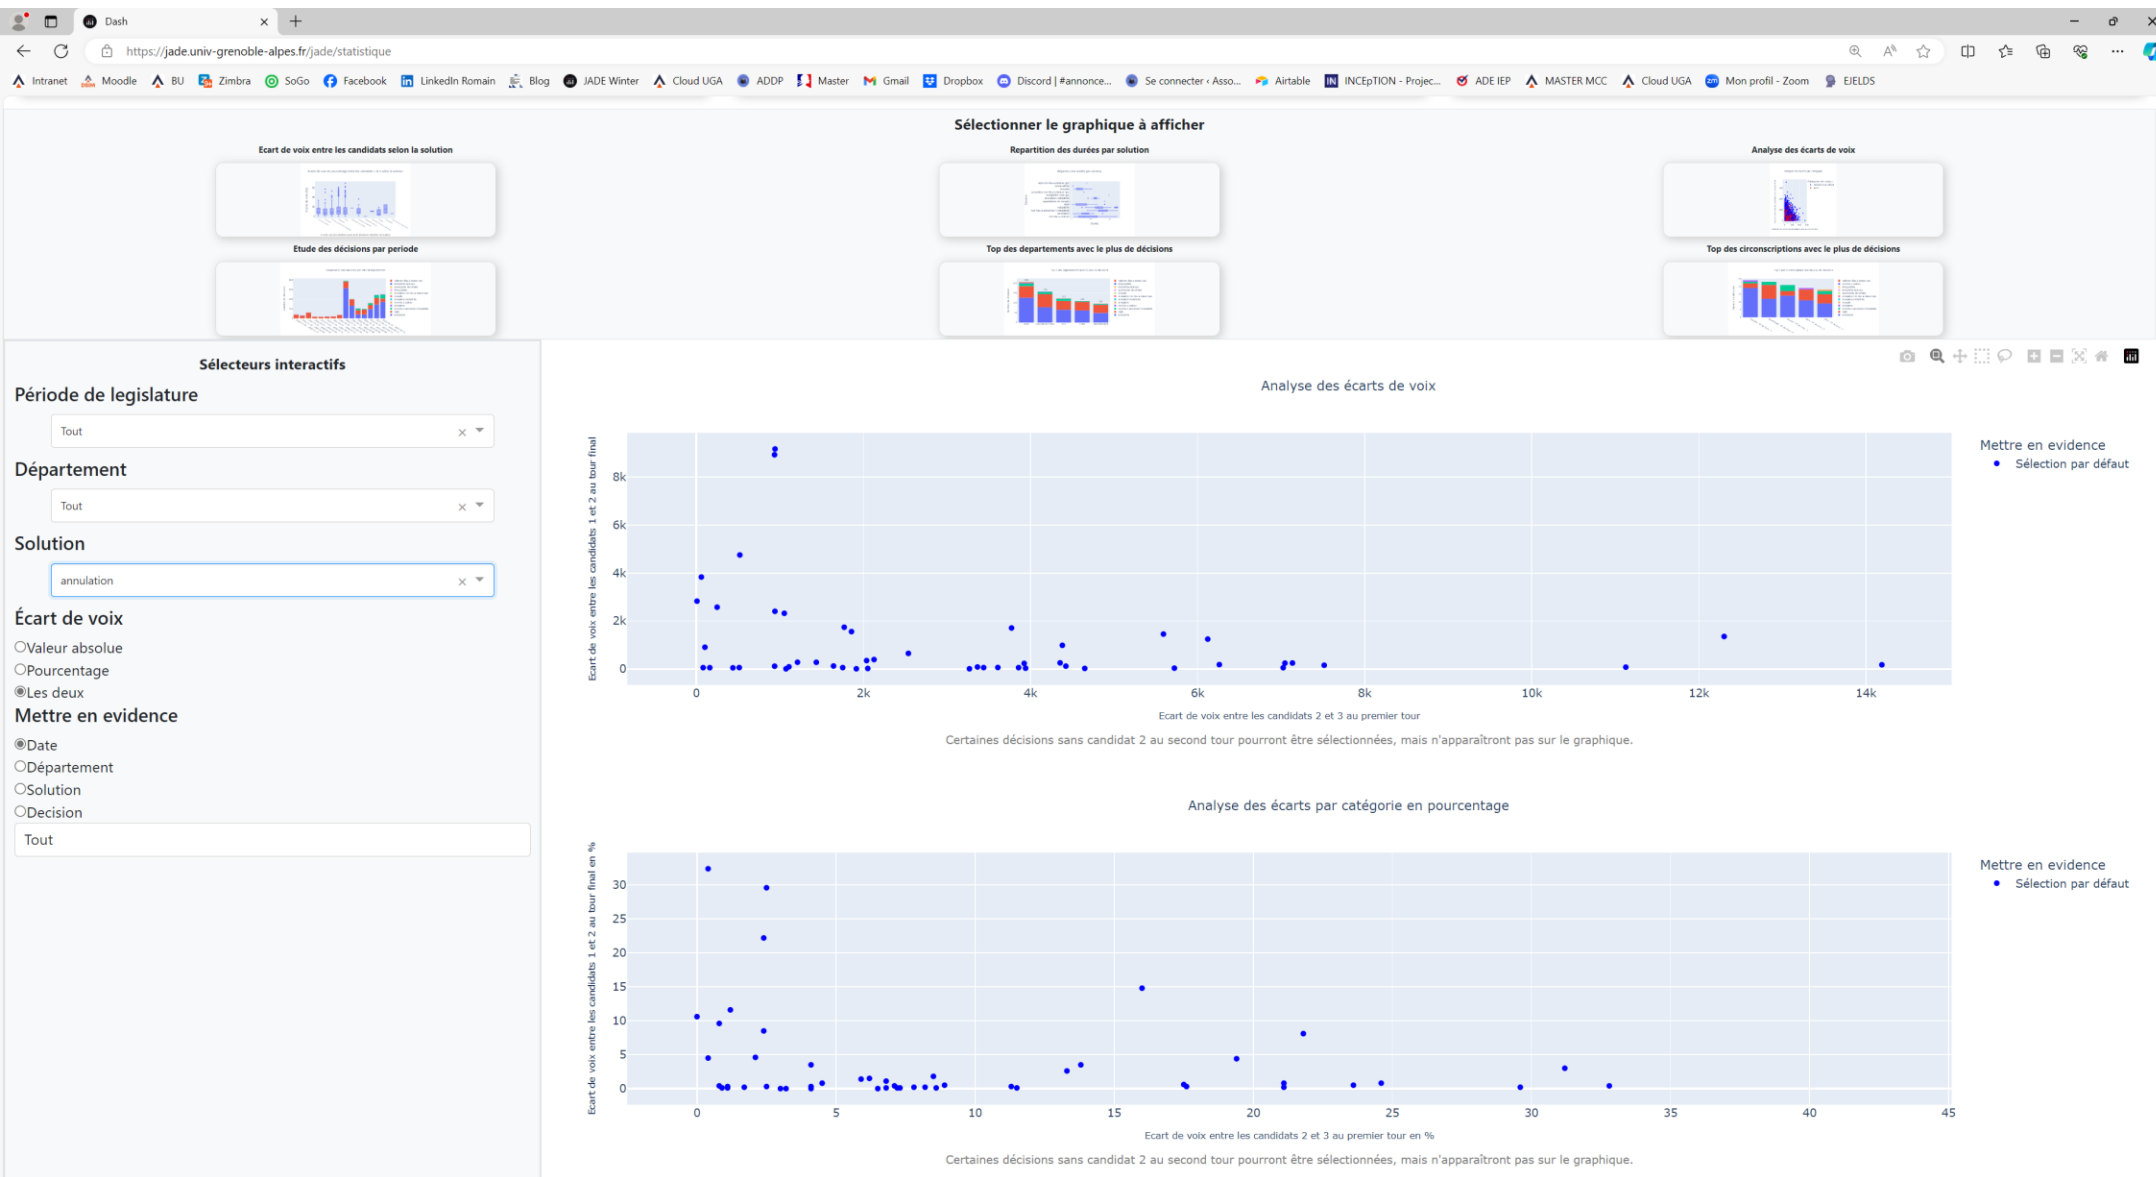 Dash
https://jade.univ-grenoble-alpes.fr/jade/statistique
Intranet Moodle BU Zimbra SoGo Facebook LinkedIn Romain Blog JADE Winter Cloud UGA ADDP Master Gmail Dropbox Discord | #annonce... Se connecter ‹ Asso... Airtable INCEpTION - Projec... ADE IEP MASTER MCC Cloud UGA Mon profil - Zoom EJELDS
Sélectionner le graphique à afficher
Ecart de voix entre les candidats selon la solution
Repartition des durées par solution
Analyse des écarts de voix
Etude des décisions par periode
Top des departements avec le plus de décisions
Top des circonscriptions avec le plus de décisions
Sélecteurs interactifs
Période de legislature
Tout
Département
Tout
Solution
annulation
Écart de voix
Valeur absolue
Pourcentage
Les deux
Mettre en evidence
Date
Département
Solution
Decision
Tout
Analyse des écarts de voix
Ecart de voix entre les candidats 1 et 2 au tour final
8k
6k
4k
2k
0
0 2k 4k 6k 8k 10k 12k 14k
Ecart de voix entre les candidats 2 et 3 au premier tour
Mettre en evidence
Sélection par défaut
Certaines décisions sans candidat 2 au second tour pourront être sélectionnées, mais n'apparaîtront pas sur le graphique.
Analyse des écarts par catégorie en pourcentage
Ecart de voix entre les candidats 1 et 2 au tour final en %
30
25
20
15
10
5
0
0 5 10 15 20 25 30 35 40 45
Ecart de voix entre les candidats 2 et 3 au premier tour en %
Mettre en evidence
Sélection par défaut
Certaines décisions sans candidat 2 au second tour pourront être sélectionnées, mais n'apparaîtront pas sur le graphique.